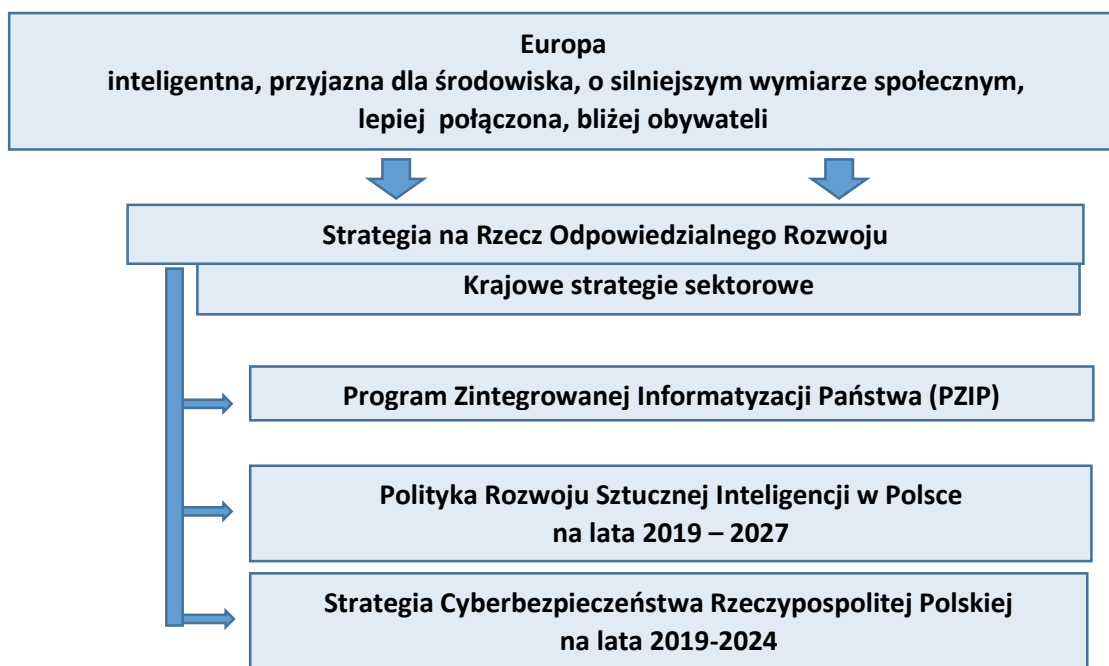 Europa
inteligentna, przyjazna dla środowiska, o silniejszym wymiarze społecznym,
lepiej połączona, bliżej obywateli
Strategia na Rzecz Odpowiedzialnego Rozwoju
Krajowe strategie sektorowe
Program Zintegrowanej Informatyzacji Państwa (PZIP)
Polityka Rozwoju Sztucznej Inteligencji w Polsce
na lata 2019 – 2027
Strategia Cyberbezpieczeństwa Rzeczypospolitej Polskiej
na lata 2019-2024